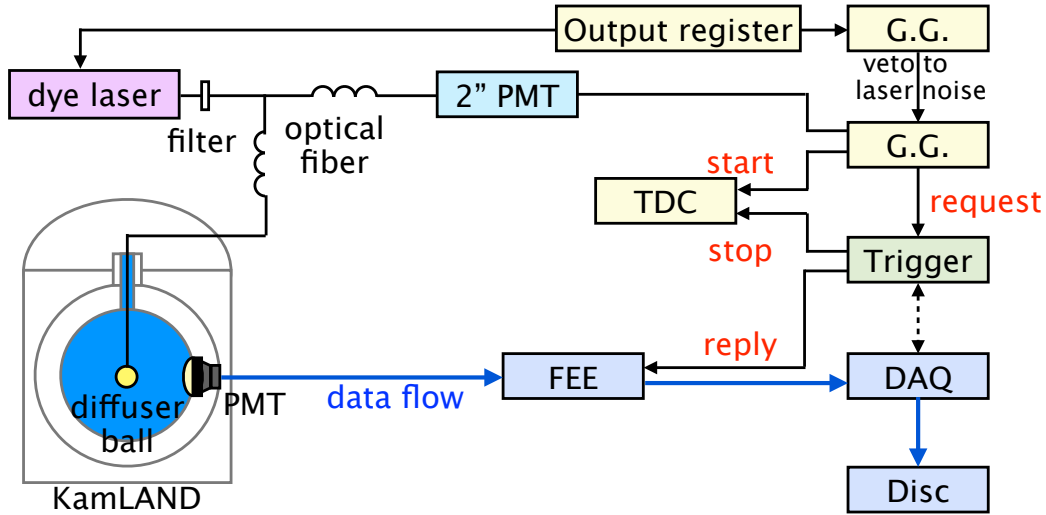 Output register
G.G.
veto to
laser noise
dye laser
2” PMT
filter
optical
fiber
G.G.
start
TDC
request
stop
Trigger
reply
FEE
DAQ
data flow
PMT
diffuser
ball
Disc
KamLAND